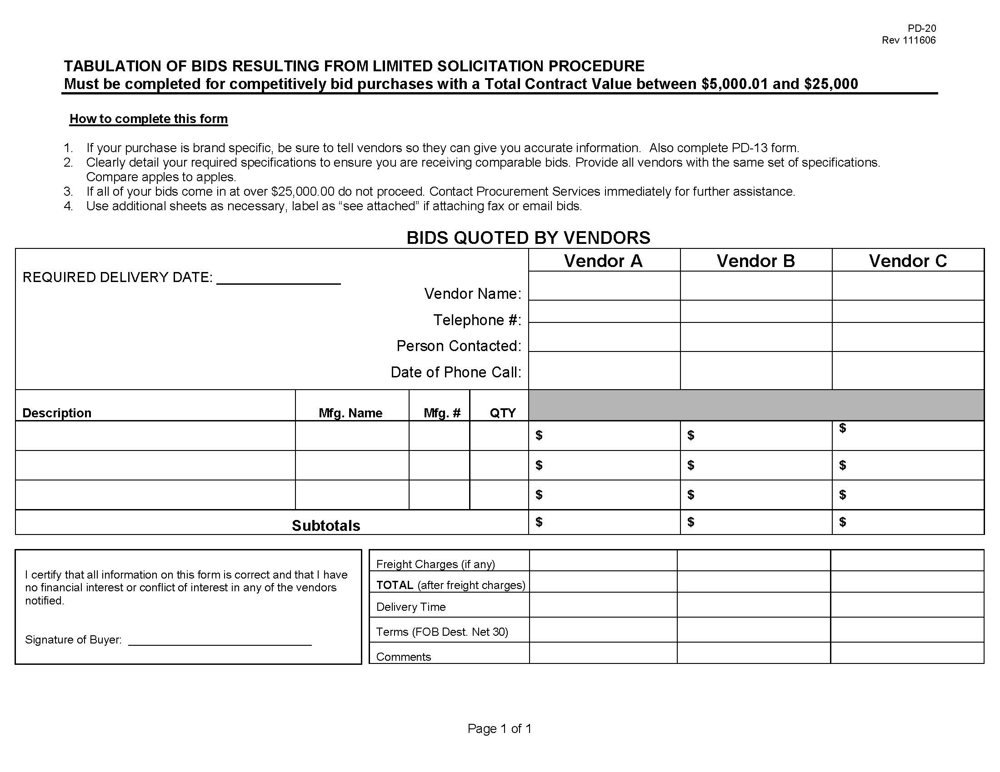 PD-20
Rev 111606
TABULATION OF BIDS RESULTING FROM LIMITED SOLICITATION PROCEDURE
Must be completed for competitively bid purchases with a Total Contract Value between $5,000.01 and $25,000
How to complete this form
1. If your purchase is brand specific, be sure to tell vendors so they can give you accurate information.  Also complete PD-13 form.
2. Clearly detail your required specifications to ensure you are receiving comparable bids. Provide all vendors with the same set of specifications.
Compare apples to apples.
3. If all of your bids come in at over $25,000.00 do not proceed. Contact Procurement Services immediately for further assistance.
4. Use additional sheets as necessary, label as “see attached” if attaching fax or email bids.
BIDS QUOTED BY VENDORS
Vendor A Vendor B Vendor C
REQUIRED DELIVERY DATE: ________________
Vendor Name:
Telephone #:
Person Contacted:
Date of Phone Call:
Description Mfg. Name Mfg. # QTY
$ $ $
$ $ $
$ $ $
Subtotals $ $ $
I certify that all information on this form is correct and that I have
no financial interest or conflict of interest in any of the vendors
notified.
Signature of Buyer: ______________________________
Freight Charges (if any)
TOTAL (after freight charges)
Delivery Time
Terms (FOB Dest. Net 30)
Comments
Page 1 of 1